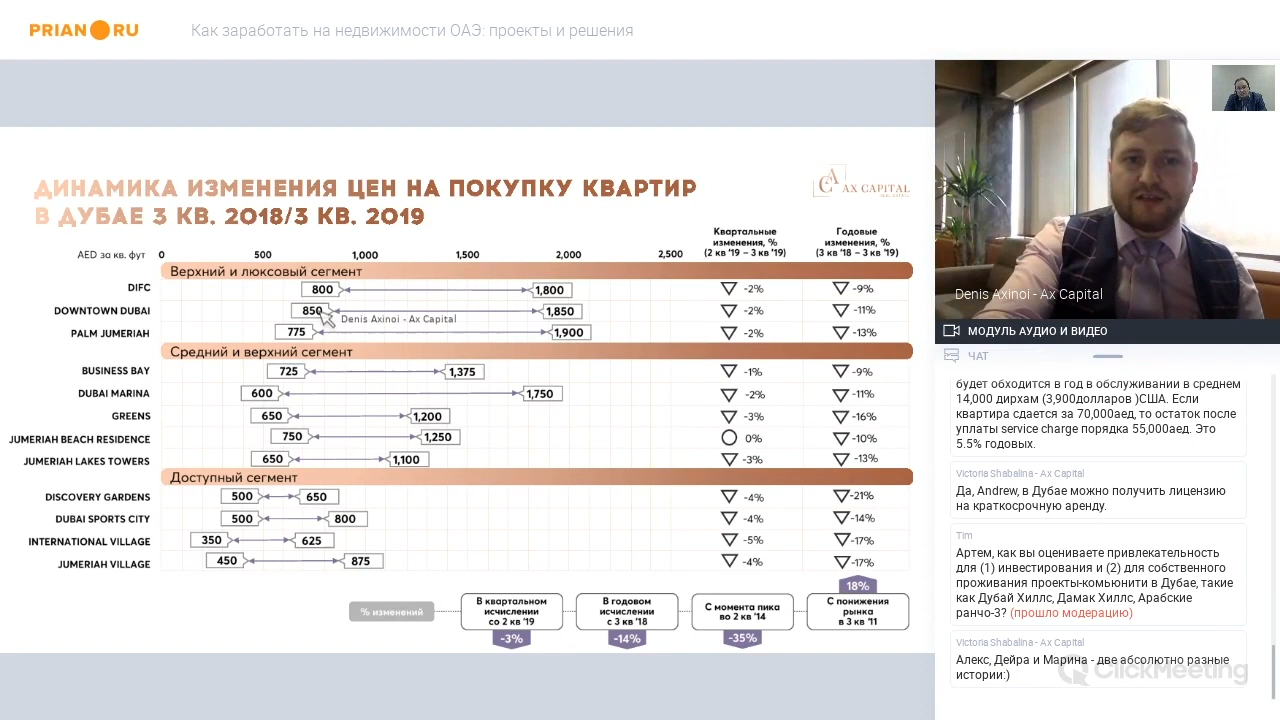 PRIAN RU
Как заработать на недвижимости ОАЭ: проекты и решения
ДИНАМИКА ИЗМЕНЕНИЯ ЦЕН НА ПОКУПКУ КВАРТИР
В ДУБАЕ 3 КВ. 2018/3 КВ. 2019
CA AX CAPITAL
AED за кв. фут 0 500 1,000 1,500 2,000 2,500
Квартальные
изменения, %
(2 кв '19 – 3 кв '19)
Годовые
изменения, %
(3 кв '18 – 3 кв '19)
Верхний и люксовый сегмент
DIFC 800 1,800 -2% -9%
DOWNTOWN DUBAI 850 1,850 -2% -11%
Denis Axinoi - Ax Capital
PALM JUMERIAH 775 1,900 -2% -13%
Средний и верхний сегмент
BUSINESS BAY 725 1,375 -1% -9%
DUBAI MARINA 600 1,750 -2% -11%
GREENS 650 1,200 -3% -16%
JUMERIAH BEACH RESIDENCE 750 1,250 0% -10%
JUMERIAH LAKES TOWERS 650 1,100 -3% -13%
Доступный сегмент
DISCOVERY GARDENS 500 650 -4% -21%
DUBAI SPORTS CITY 500 800 -4% -14%
INTERNATIONAL VILLAGE 350 625 -5% -17%
JUMERIAH VILLAGE 450 875 -4% -17%
% изменений
В квартальном
исчислении
со 2 кв '19
-3%
В годовом
исчислении
с 3 кв '18
-14%
С момента пика
во 2 кв '14
-35%
18%
С понижения
рынка
в 3 кв '11
Denis Axinoi - Ax Capital
МОДУЛЬ АУДИО И ВИДЕО
ЧАТ
будет обходится в год в обслуживании в среднем
14,000 дирхам (3,900долларов )США. Если
квартира сдается за 70,000аед, то остаток после
уплаты service charge порядка 55,000аед. Это
5.5% годовых.
Victoria Shabalina - Ax Capital
Да, Andrew, в Дубае можно получить лицензию
на краткосрочную аренду.
Tim
Артем, как вы оцениваете привлекательность
для (1) инвестирования и (2) для собственного
проживания проекты-комьюнити в Дубае, такие
как Дубай Хиллс, Дамак Хиллс, Арабские
ранчо-3? (прошло модерацию)
Victoria Shabalina - Ax Capital
Алекс, Дейра и Марина - две абсолютно разные
истории:)
ClickMeeting